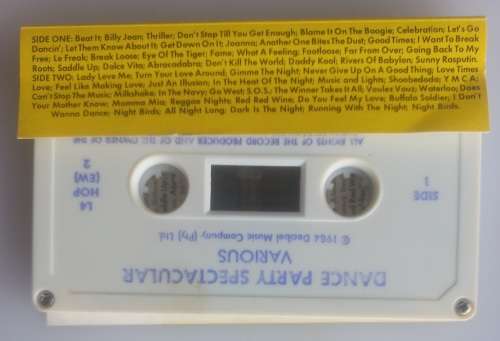 SIDE ONE: Beat It; Billy Jean; Thriller; Don't Stop Till You Get Enough; Blame It On The Boogie; Celebration; Let's Go
Dancin'; Let Them Know About It; Get Down On It; Joanna; Another One Bites The Dust; Good Times; I Want To Break
Free; Le Freak; Break Loose; Eye Of The Tiger; Fame; What A Feeling; Footloose; Far From Over; Going Back To My
Roots; Saddle Up; Dolce Vita; Abracadabra; Don't Kill The World; Daddy Kool; Rivers Of Babylon; Sunny Rasputin.
SIDE TWO: Lady Love Me; Turn Your Love Around; Gimme The Night; Never Give Up On A Good Thing; Love Times
Love; Feel Like Making Love; Just An Illusion; In The Heat Of The Night; Music and Lights; Shoobedoda; Y M C A;
Can't Stop The Music; Milkshake; In The Navy; Go West; S.O.S.; The Winner Takes It All; Voulez Vouz; Waterloo; Does
Your Mother Know; Mamma Mia; Reggae Nights; Red Red Wine; Do You Feel My Love; Buffalo Soldier; I Don't
Wanna Dance; Night Birds; All Night Long; Dark Is The Night; Running With The Night; Night Birds.
DANCE PARTY SPECTACULAR
VARIOUS
© 1984 Decibel Music Company (Pty) Ltd.
SIDE
1
L4
HOP
(EW)
2
ALL RIGHTS OF THE RECORD PRODUCER AND OF THE OWNER OF THE